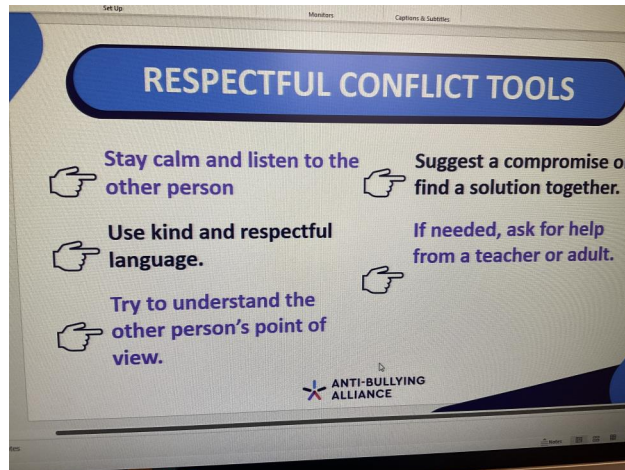 Set Up
Monitors
Captions & Subtitles
RESPECTFUL CONFLICT TOOLS
Stay calm and listen to the
other person
Use kind and respectful
language.
Try to understand the
other person's point of
view.
Suggest a compromise o
find a solution together.
If needed, ask for help
from a teacher or adult.
ANTI-BULLYING
ALLIANCE
Notes